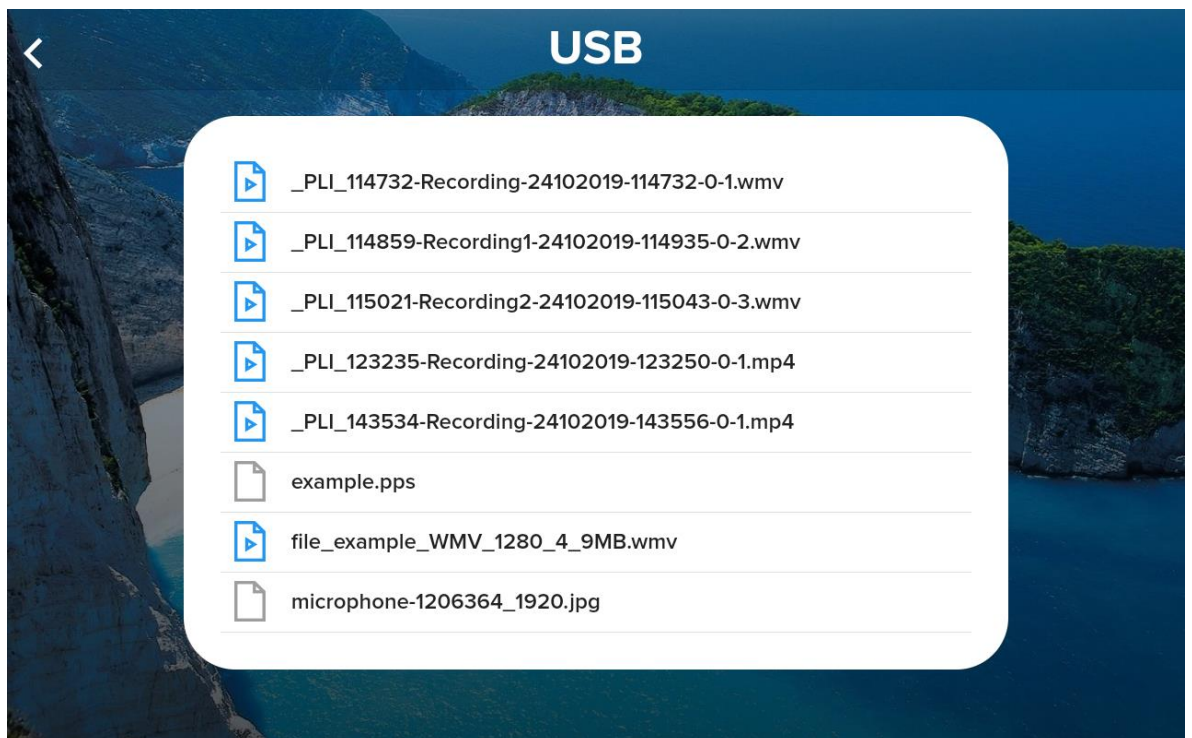 USB
_PLI_114732-Recording-24102019-114732-0-1.wmv
_PLI_114859-Recording1-24102019-114935-0-2.wmv
_PLI_115021-Recording2-24102019-115043-0-3.wmv
_PLI_123235-Recording-24102019-123250-0-1.mp4
_PLI_143534-Recording-24102019-143556-0-1.mp4
example.pps
file_example_WMV_1280_4_9MB.wmv
microphone-1206364_1920.jpg